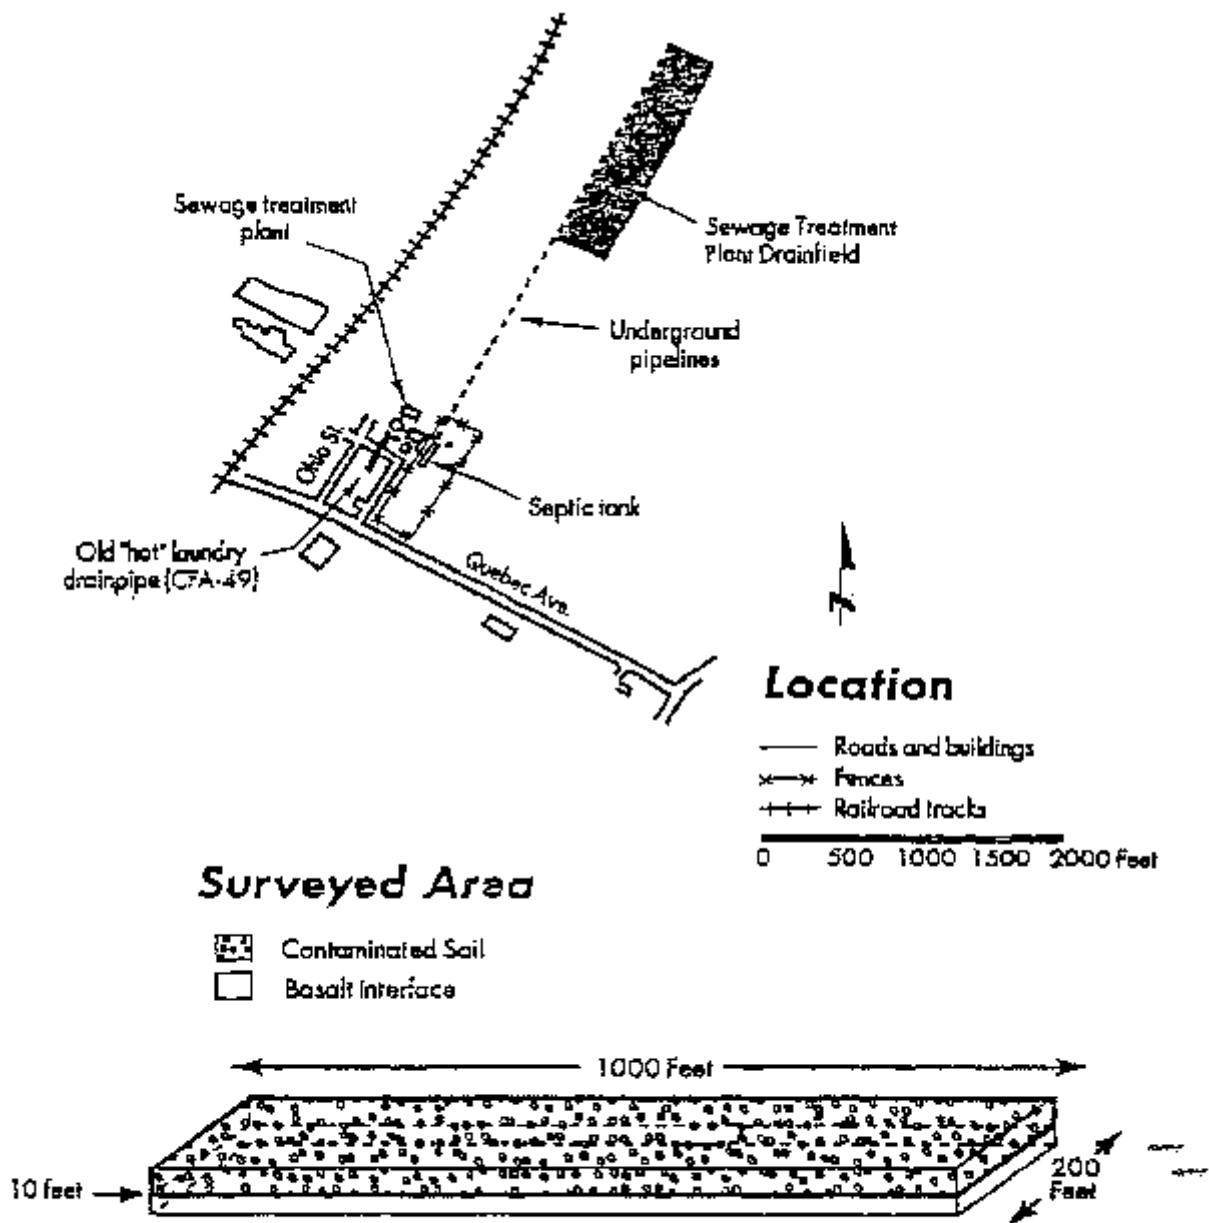 Sewage treatment
plant
Sewage Treatment
Plant Drainfield
Underground
pipelines
Ohio St.
Septic tank
Old "hot" laundry
drainpipe (CFA-49)
Quebec Ave.
Location
Roads and buildings
Fences
Railroad tracks
0 500 1000 1500 2000 feet
Surveyed Area
Contaminated Soil
Basalt Interface
1000 Feet
10 feet
200
Feet